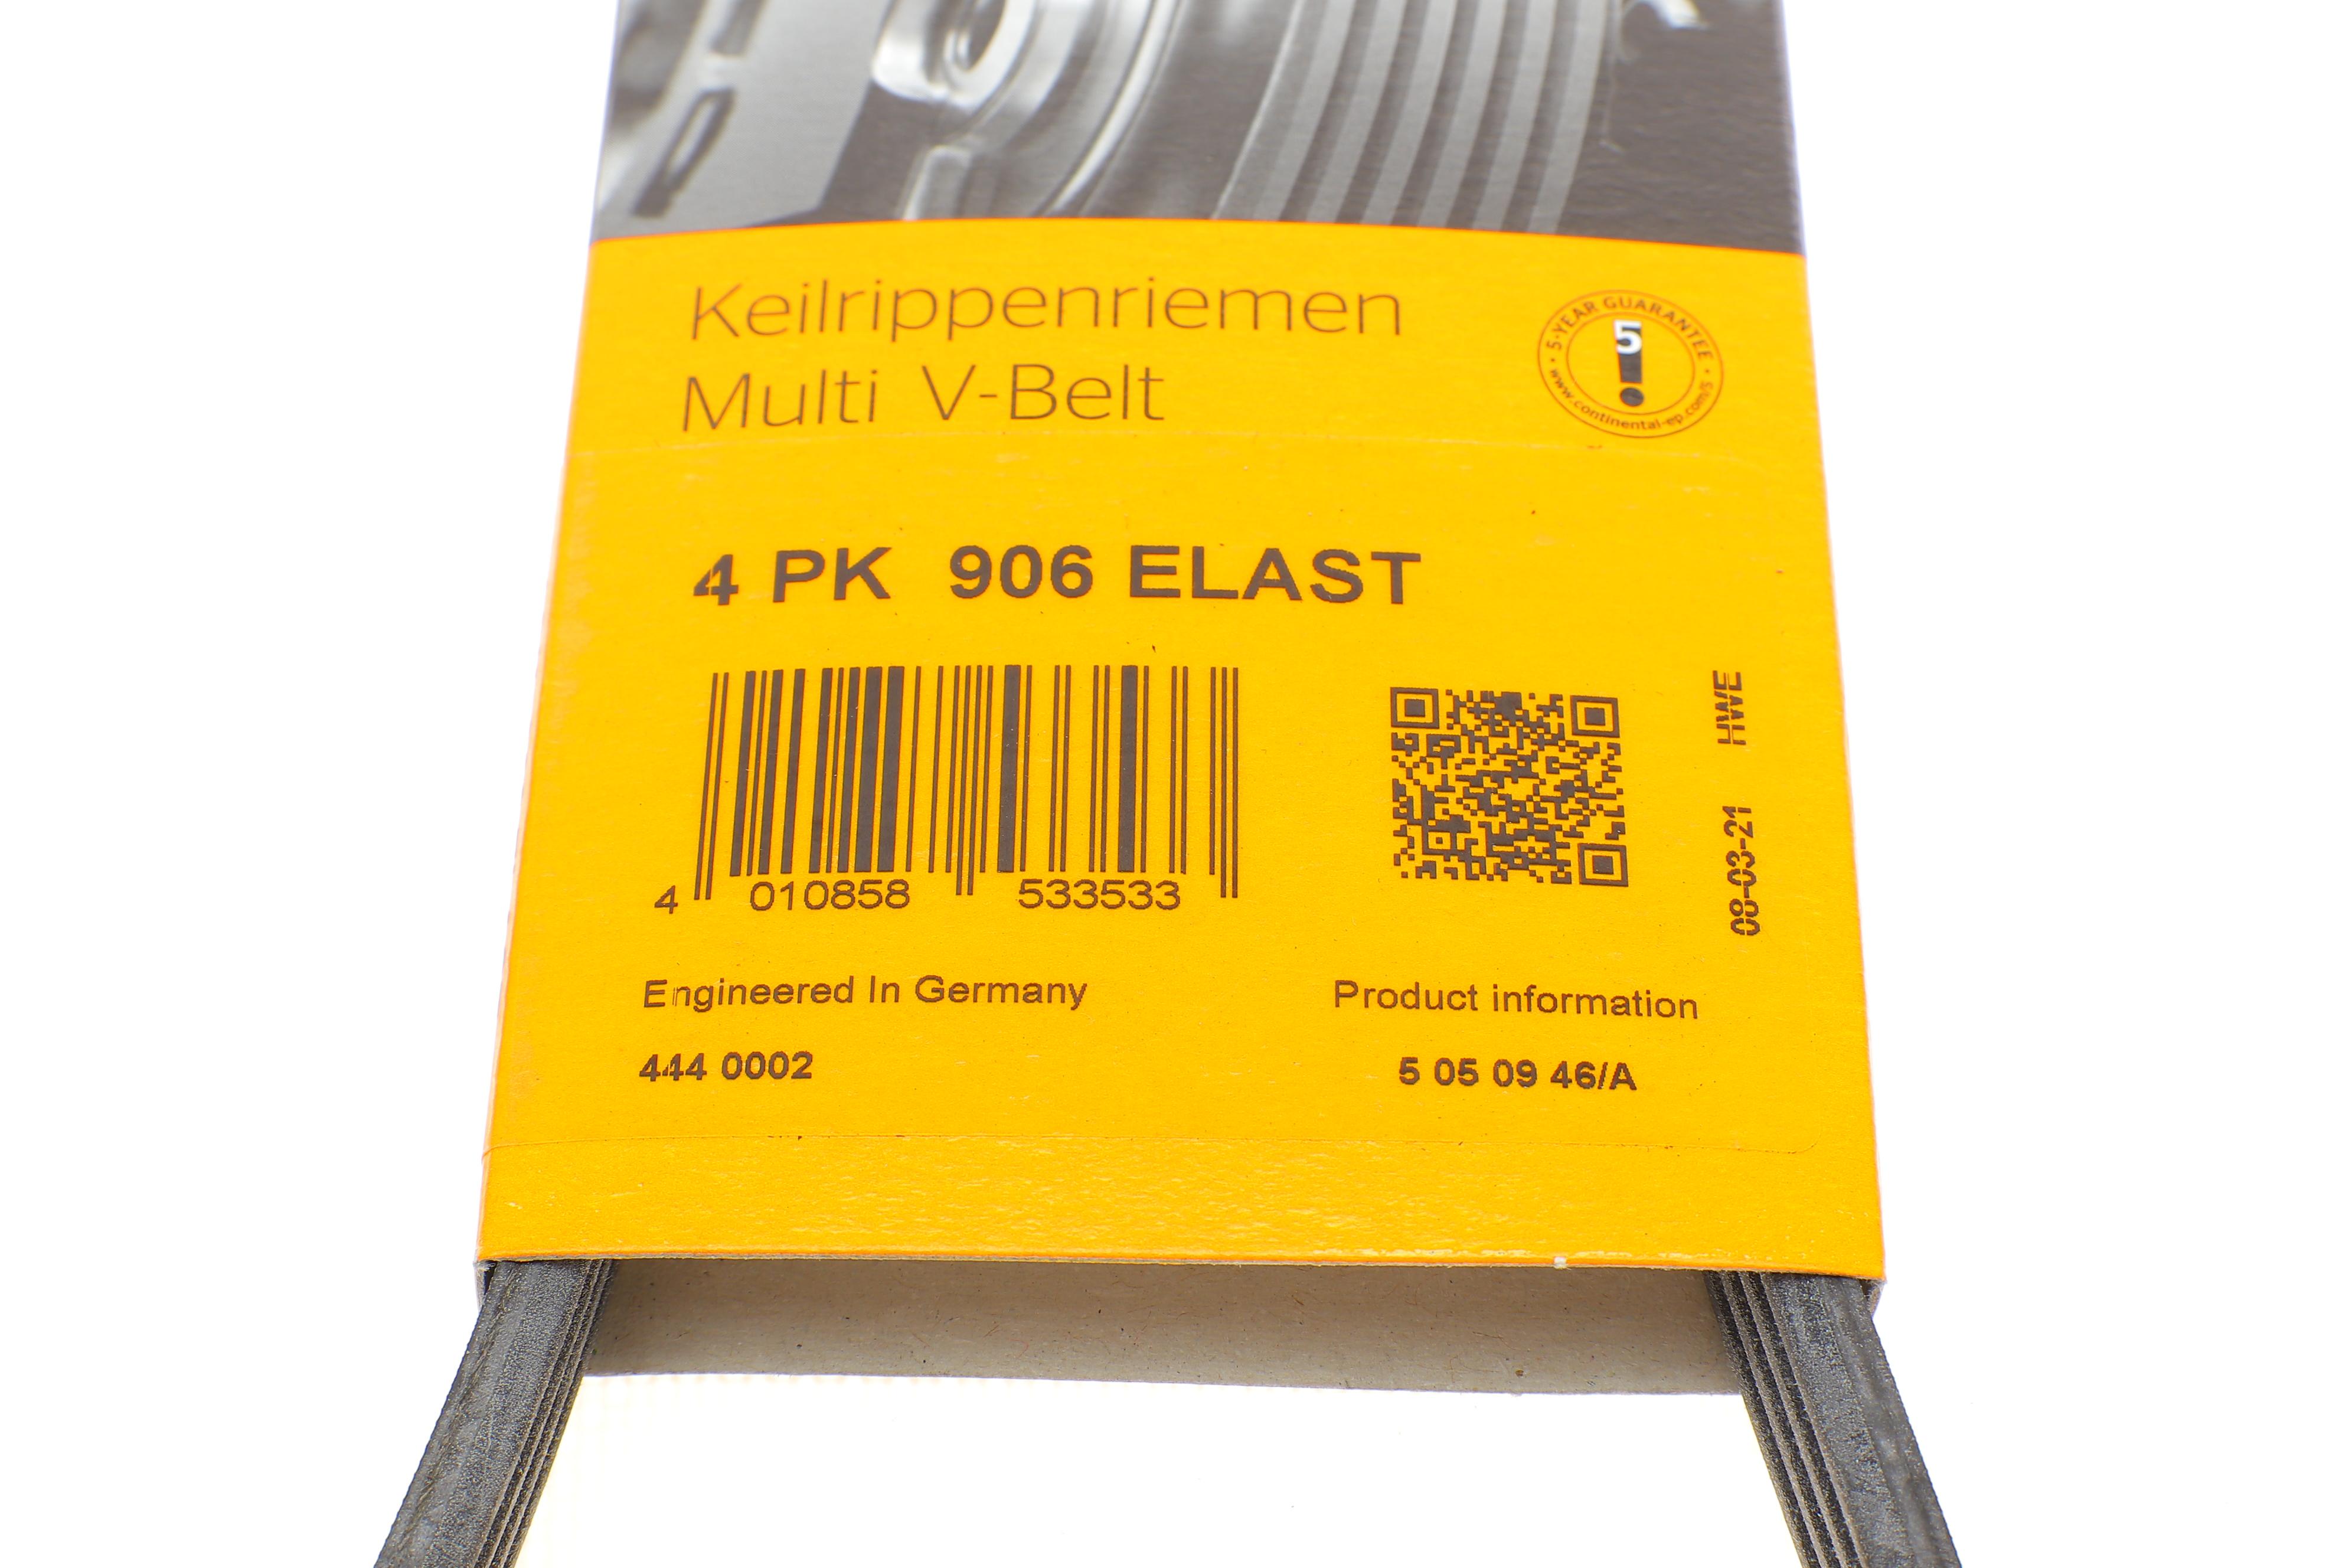 Keilrippenriemen
Multi V-Belt
· 5-YEAR GUARANTEE ·
5
www.continental-ep.com/5
4 PK 906 ELAST
HWE
08-03-21
4 010858 533533
Engineered In Germany
Product information
444 0002
5 05 09 46/A